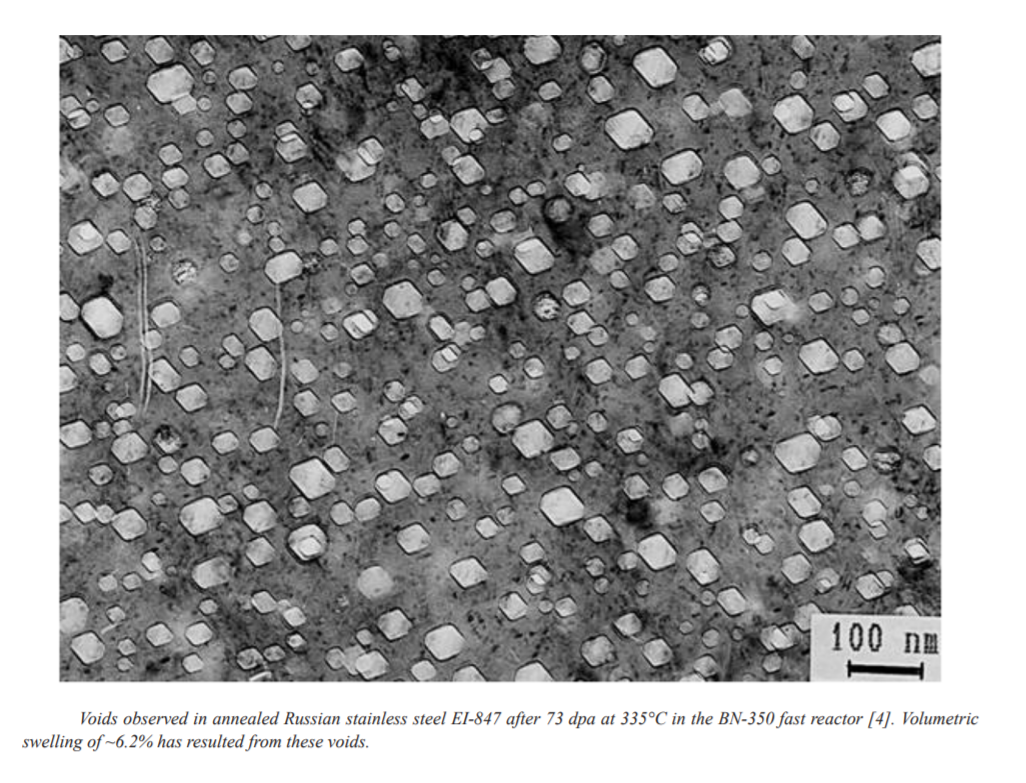 100 nm
Voids observed in annealed Russian stainless steel EI-847 after 73 dpa at 335°C in the BN-350 fast reactor [4]. Volumetric
swelling of ~6.2% has resulted from these voids.